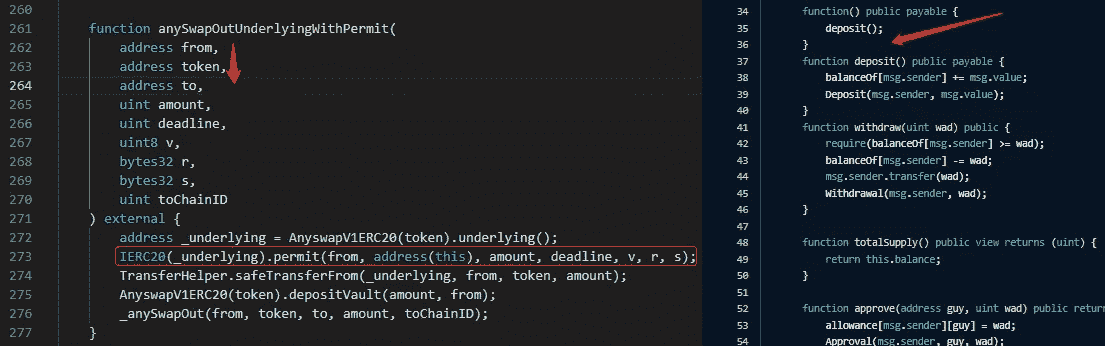 260
261 function anySwapOutUnderlyingWithPermit(
262 address from,
263 address token,
264 address to,
265 uint amount,
266 uint deadline,
267 uint8 v,
268 bytes32 r,
269 bytes32 s,
270 uint toChainID
271 ) external {
272 address _underlying = AnyswapV1ERC20(token).underlying();
273 IERC20(_underlying).permit(from, address(this), amount, deadline, v, r, s);
274 TransferHelper.safeTransferFrom(_underlying, from, token, amount);
275 AnyswapV1ERC20(token).depositVault(amount, from);
276 _anySwapOut(from, token, to, amount, toChainID);
277 }
34 function() public payable {
35 deposit();
36 }
37 function deposit() public payable {
38 balanceOf[msg.sender] += msg.value;
39 Deposit(msg.sender, msg.value);
40 }
41 function withdraw(uint wad) public {
42 require(balanceOf[msg.sender] >= wad);
43 balanceOf[msg.sender] -= wad;
44 msg.sender.transfer(wad);
45 Withdrawal(msg.sender, wad);
46 }
47
48 function totalSupply() public view returns (uint) {
49 return this.balance;
50 }
51
52 function approve(address guy, uint wad) public retur
53 allowance[msg.sender][guy] = wad;
54 Approval(msg.sender, guy, wad);